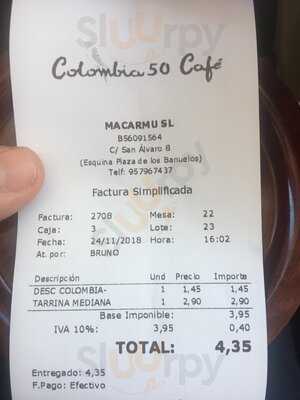 Sluurpy
Colombia 50 Café
MACARMU SL
B56091564
C/ San Álvaro 8
(Esquina Plaza de los Bañuelos)
Telf: 957967437
Factura Simplificada
Factura: 2708 Mesa: 22
Caja: 3 Lote: 23
Fecha: 24/11/2018 Hora: 16:02
At. por: BRUNO
Descripción Und Precio Importe
DESC COLOMBIA- 1 1,45 1,45
TARRINA MEDIANA 1 2,90 2,90
Base Imponible: 3,95
IVA 10%: 3,95 0,40
TOTAL: 4,35
Entregado: 4,35
F.Pago: Efectivo